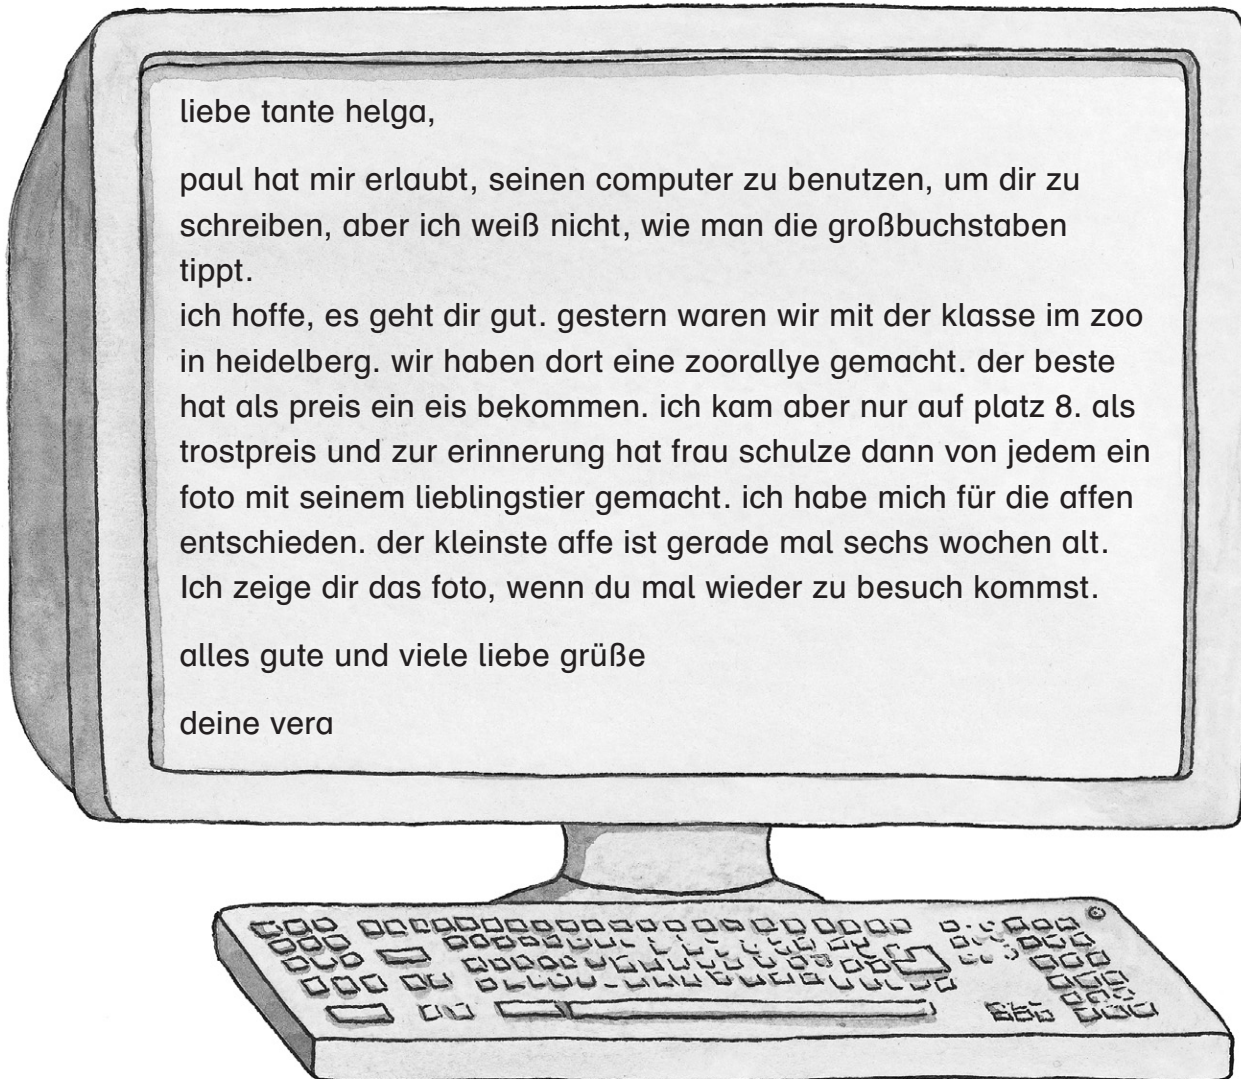 liebe tante helga,
paul hat mir erlaubt, seinen computer zu benutzen, um dir zu
schreiben, aber ich weiß nicht, wie man die großbuchstaben
tippt.
ich hoffe, es geht dir gut. gestern waren wir mit der klasse im zoo
in heidelberg. wir haben dort eine zoorallye gemacht. der beste
hat als preis ein eis bekommen. ich kam aber nur auf platz 8. als
trostpreis und zur erinnerung hat frau schulze dann von jedem ein
foto mit seinem lieblingstier gemacht. ich habe mich für die affen
entschieden. der kleinste affe ist gerade mal sechs wochen alt.
Ich zeige dir das foto, wenn du mal wieder zu besuch kommst.
alles gute und viele liebe grüße
deine vera